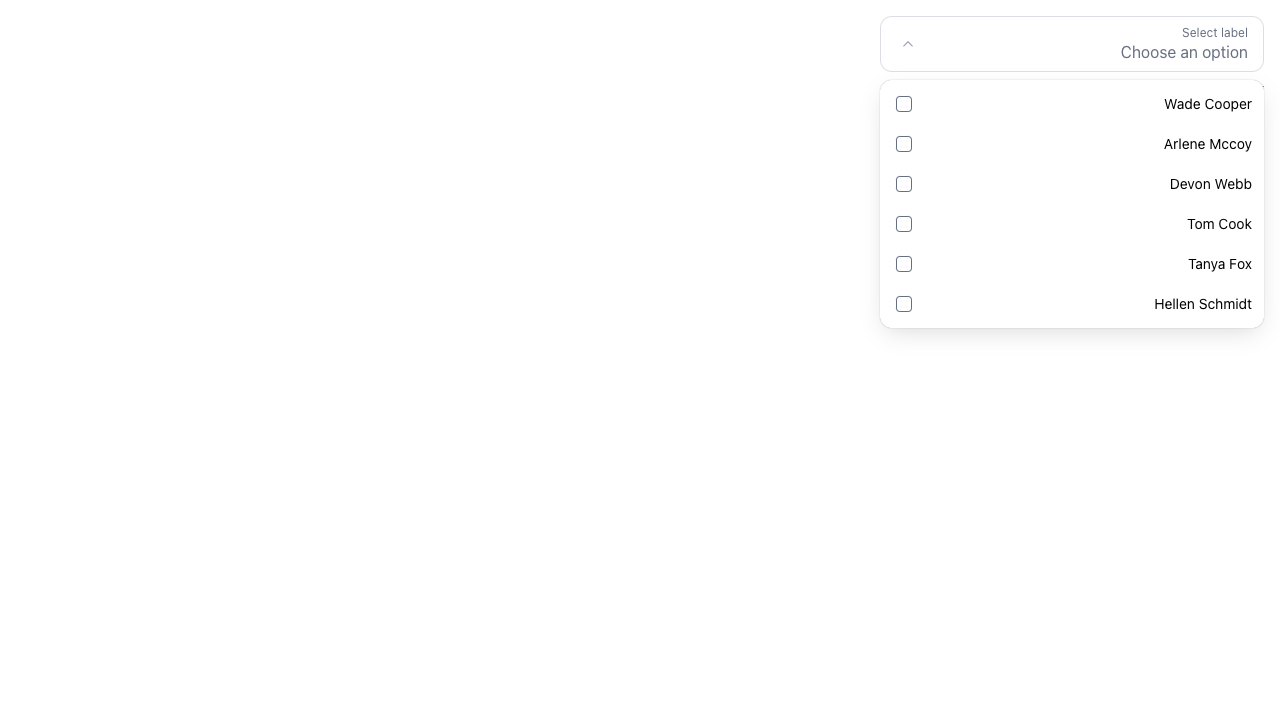 Select label
Choose an option
Wade Cooper
Arlene Mccoy
Devon Webb
Tom Cook
Tanya Fox
Hellen Schmidt